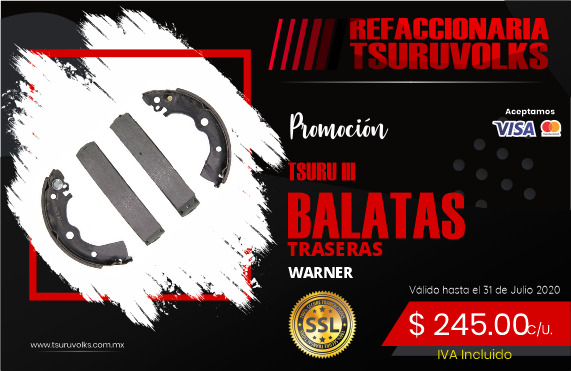 REFACCIONARIA
TSURUVOLKS
Aceptamos
VISA
Promoción
TSURU III
BALATAS
TRASERAS
WARNER
SSL
Válido hasta el 31 de Julio 2020
$ 245.00 c/u.
IVA Incluido
www.tsuruvolks.com.mx